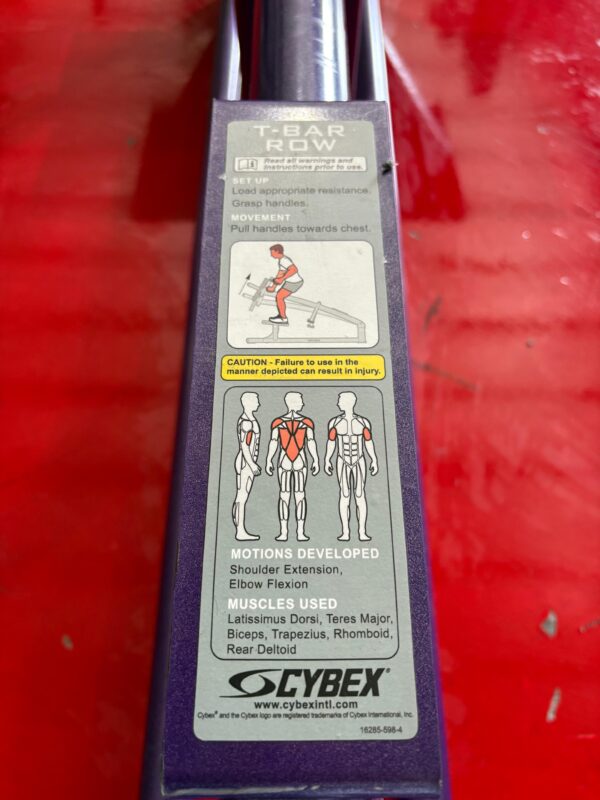 T-BAR
ROW
Read all warnings and
instructions prior to use.
SET UP
Load appropriate resistance.
Grasp handles.
MOVEMENT
Pull handles towards chest.
CAUTION - Failure to use in the
manner depicted can result in injury.
MOTIONS DEVELOPED
Shoulder Extension,
Elbow Flexion
MUSCLES USED
Latissimus Dorsi, Teres Major,
Biceps, Trapezius, Rhomboid,
Rear Deltoid
CYBEX®
www.cybexintl.com
Cybex® and the Cybex logo are registered trademarks of Cybex International, Inc.
16285-598-4